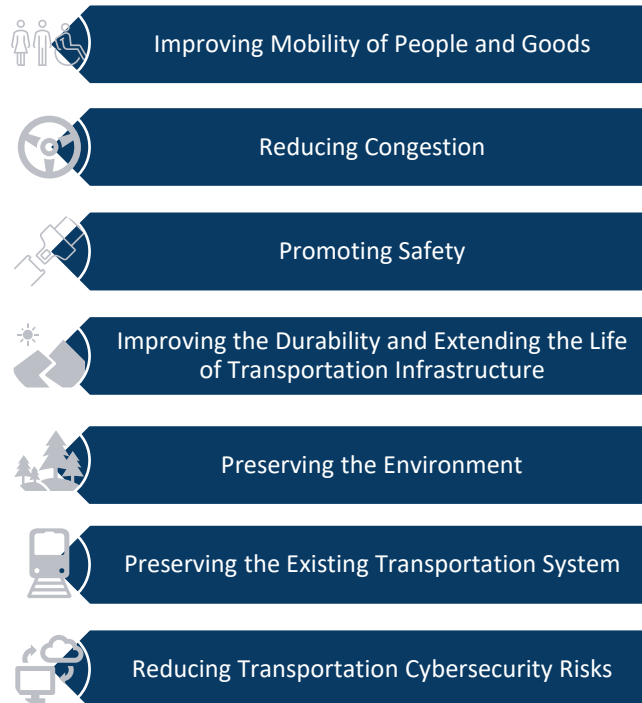 Improving Mobility of People and Goods
Reducing Congestion
Promoting Safety
Improving the Durability and Extending the Life
of Transportation Infrastructure
Preserving the Environment
Preserving the Existing Transportation System
Reducing Transportation Cybersecurity Risks